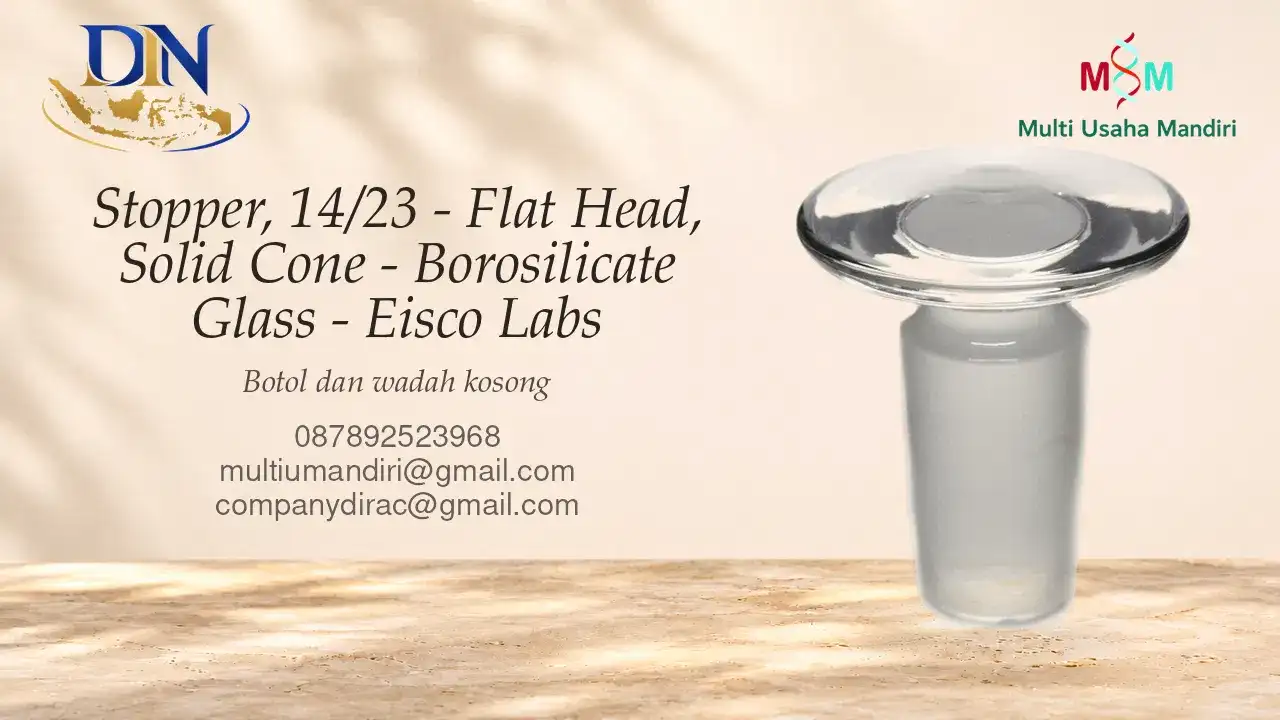 DIN
MSM
Multi Usaha Mandiri
Stopper, 14/23 - Flat Head,
Solid Cone - Borosilicate
Glass - Eisco Labs
Botol dan wadah kosong
087892523968
multiumandiri@gmail.com
companydirac@gmail.com